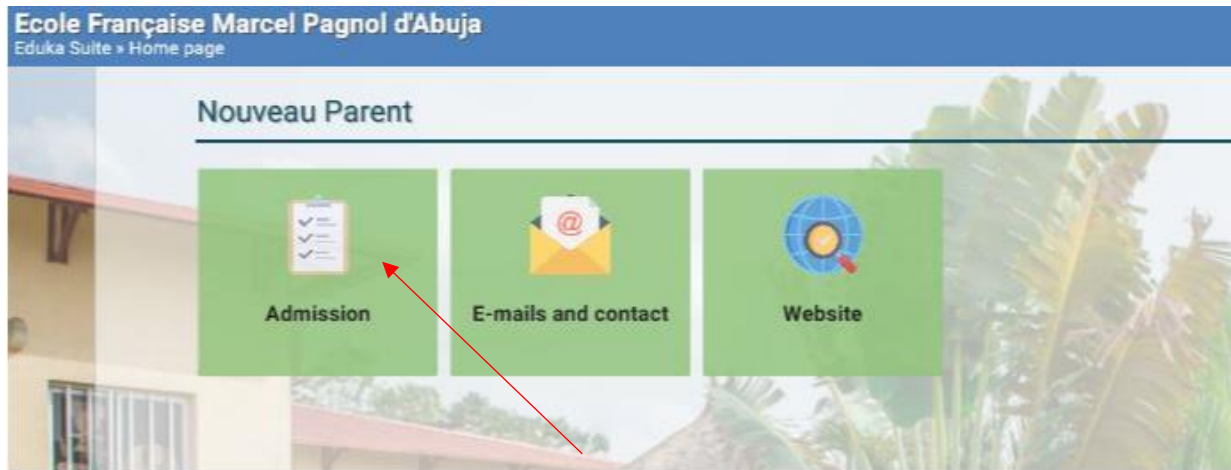 Ecole Française Marcel Pagnol d'Abuja
Eduka Suite » Home page
Nouveau Parent
Admission
@
E-mails and contact
Website